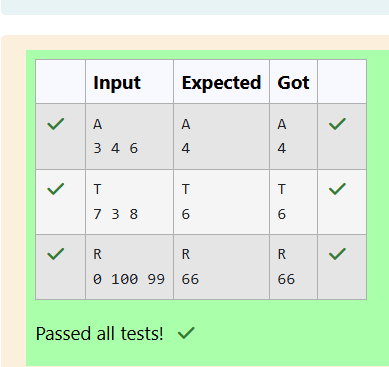 Input Expected Got
A A A
3 4 6 4 4
T T T
7 3 8 6 6
R R R
0 100 99 66 66
Passed all tests!